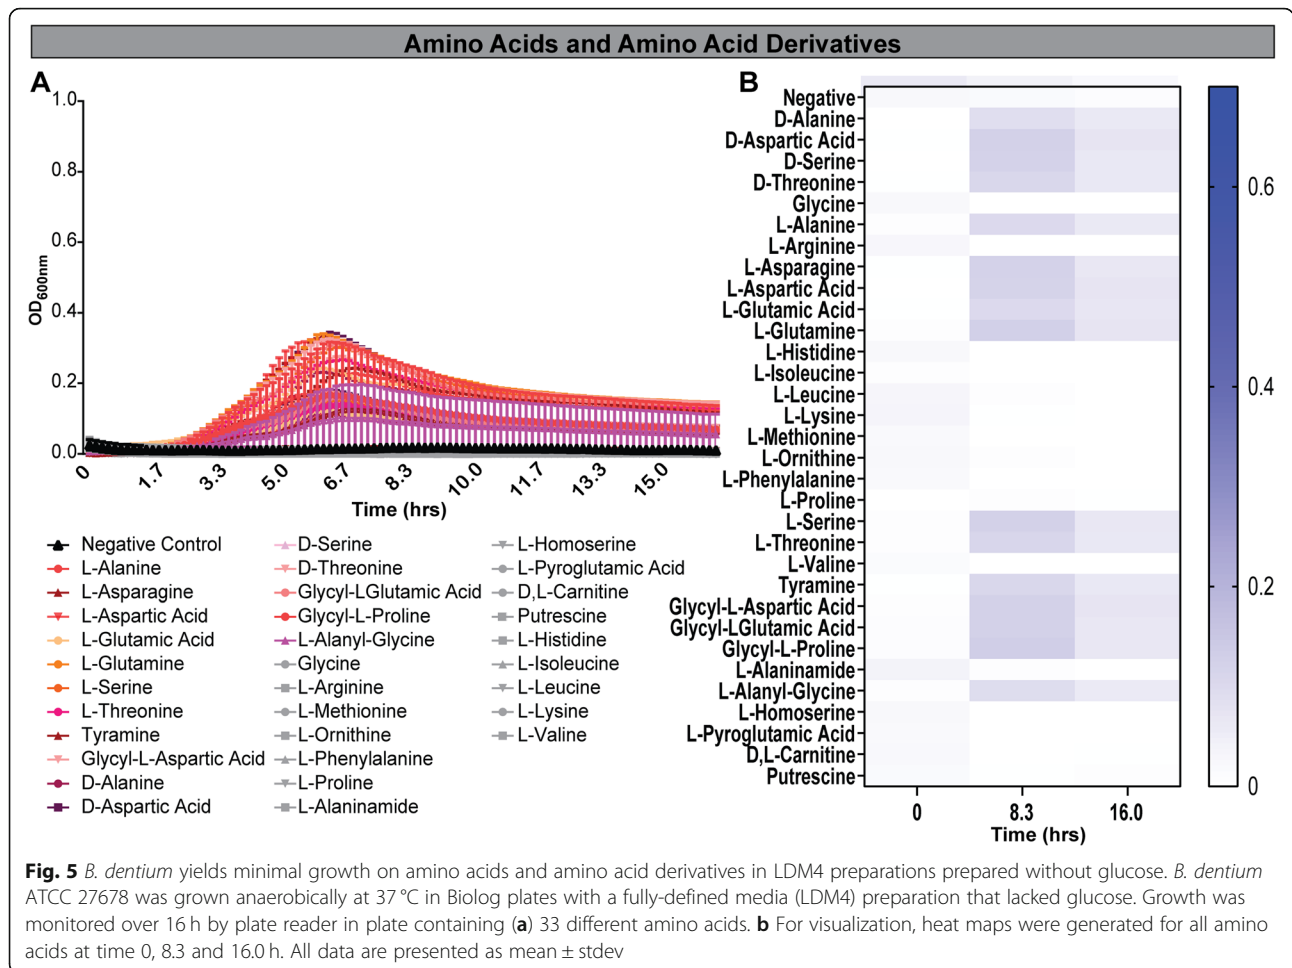 Amino Acids and Amino Acid Derivatives
A
1.0
0.8
0.6
0.4
0.2
0.0
OD600nm
0
1.7
3.3
5.0
6.7
8.3
10.0
11.7
13.3
15.0
Time (hrs)
Negative Control
L-Alanine
L-Asparagine
L-Aspartic Acid
L-Glutamic Acid
L-Glutamine
L-Serine
L-Threonine
Tyramine
Glycyl-L-Aspartic Acid
D-Alanine
D-Aspartic Acid
D-Serine
D-Threonine
Glycyl-LGlutamic Acid
Glycyl-L-Proline
L-Alanyl-Glycine
Glycine
L-Arginine
L-Methionine
L-Ornithine
L-Phenylalanine
L-Proline
L-Alaninamide
L-Homoserine
L-Pyroglutamic Acid
D,L-Carnitine
Putrescine
L-Histidine
L-Isoleucine
L-Leucine
L-Lysine
L-Valine
B
Negative
D-Alanine
D-Aspartic Acid
D-Serine
D-Threonine
Glycine
L-Alanine
L-Arginine
L-Asparagine
L-Aspartic Acid
L-Glutamic Acid
L-Glutamine
L-Histidine
L-Isoleucine
L-Leucine
L-Lysine
L-Methionine
L-Ornithine
L-Phenylalanine
L-Proline
L-Serine
L-Threonine
L-Valine
Tyramine
Glycyl-L-Aspartic Acid
Glycyl-LGlutamic Acid
Glycyl-L-Proline
L-Alaninamide
L-Alanyl-Glycine
L-Homoserine
L-Pyroglutamic Acid
D,L-Carnitine
Putrescine
0
8.3
16.0
Time (hrs)
0.6
0.4
0.2
0
Fig. 5 B. dentium yields minimal growth on amino acids and amino acid derivatives in LDM4 preparations prepared without glucose. B. dentium
ATCC 27678 was grown anaerobically at 37 °C in Biolog plates with a fully-defined media (LDM4) preparation that lacked glucose. Growth was
monitored over 16 h by plate reader in plate containing (a) 33 different amino acids. b For visualization, heat maps were generated for all amino
acids at time 0, 8.3 and 16.0 h. All data are presented as mean ± stdev